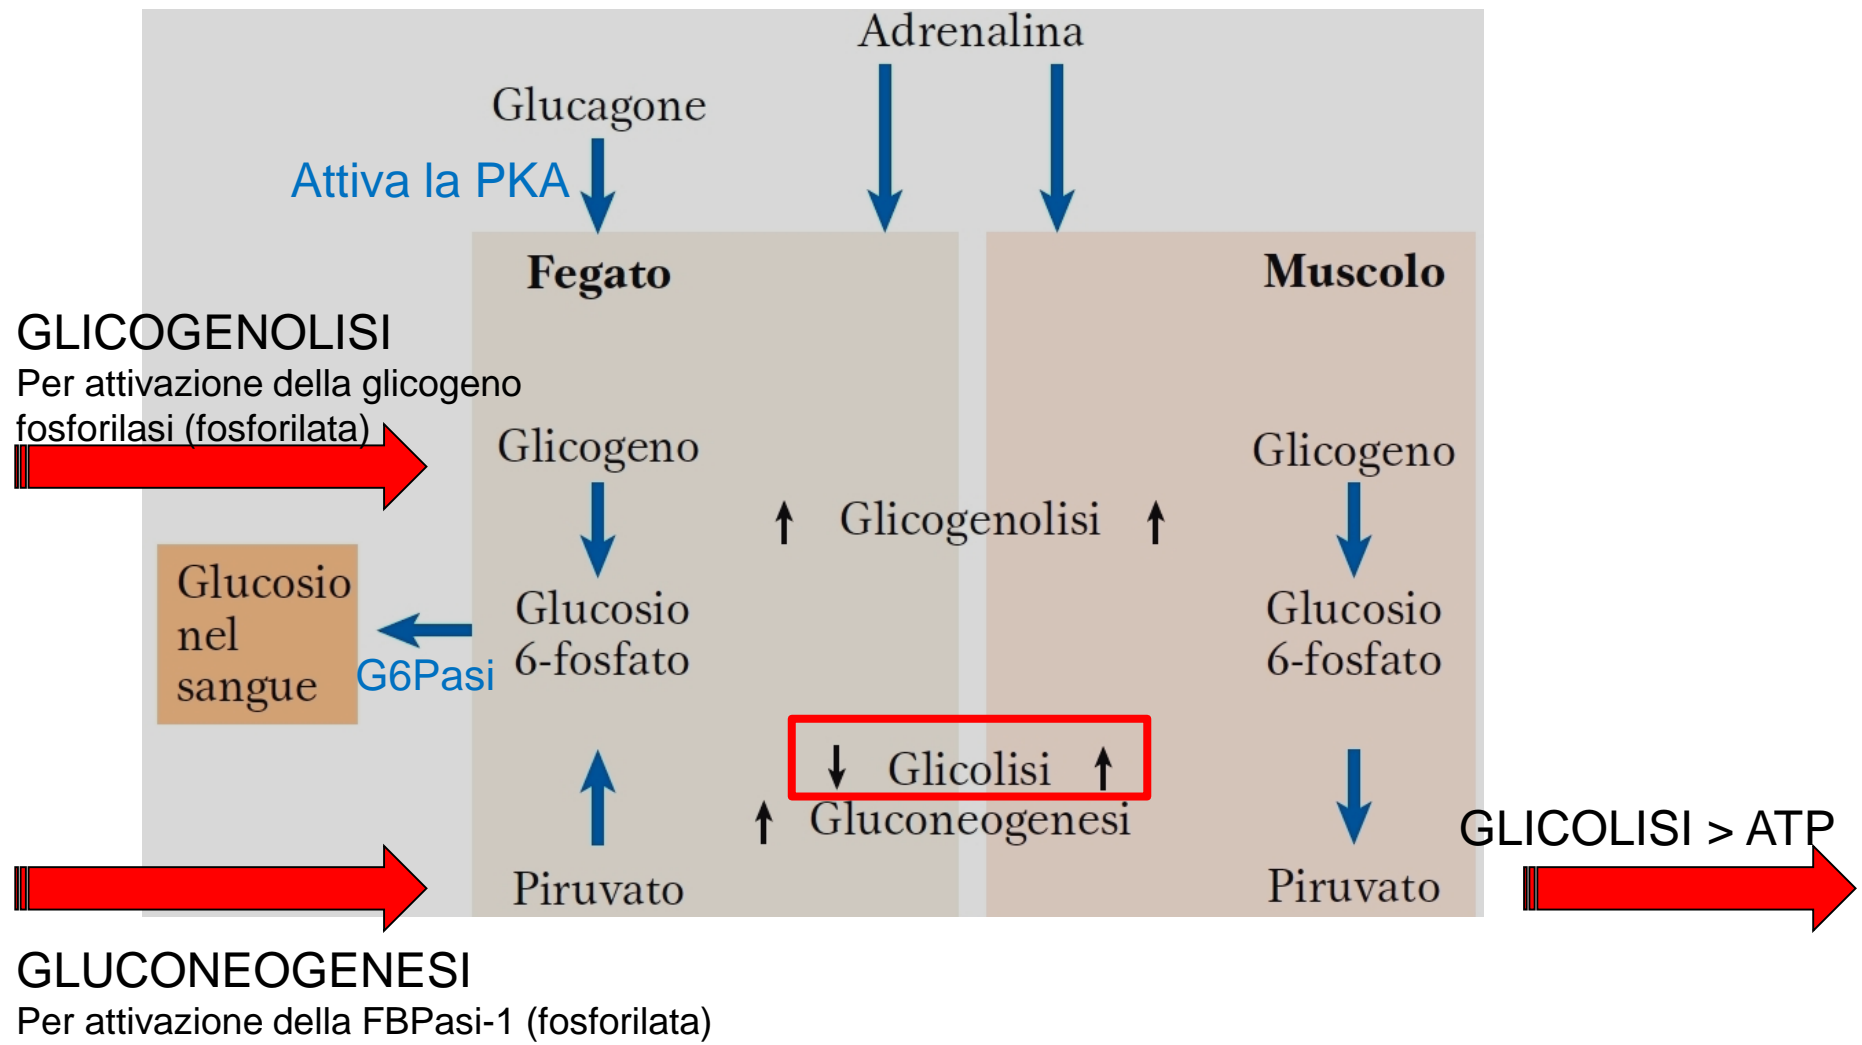 Adrenalina
Glucagone
Attiva la PKA
Fegato
Muscolo
GLICOGENOLISI
Per attivazione della glicogeno
fosforilasi (fosforilata)
Glicogeno
Glicogeno
Glicogenolisi
Glucosio
nel
sangue
G6Pasi
Glucosio
6-fosfato
Glucosio
6-fosfato
Glicolisi
Gluconeogenesi
GLICOLISI > ATP
Piruvato
Piruvato
GLUCONEOGENESI
Per attivazione della FBPasi-1 (fosforilata)